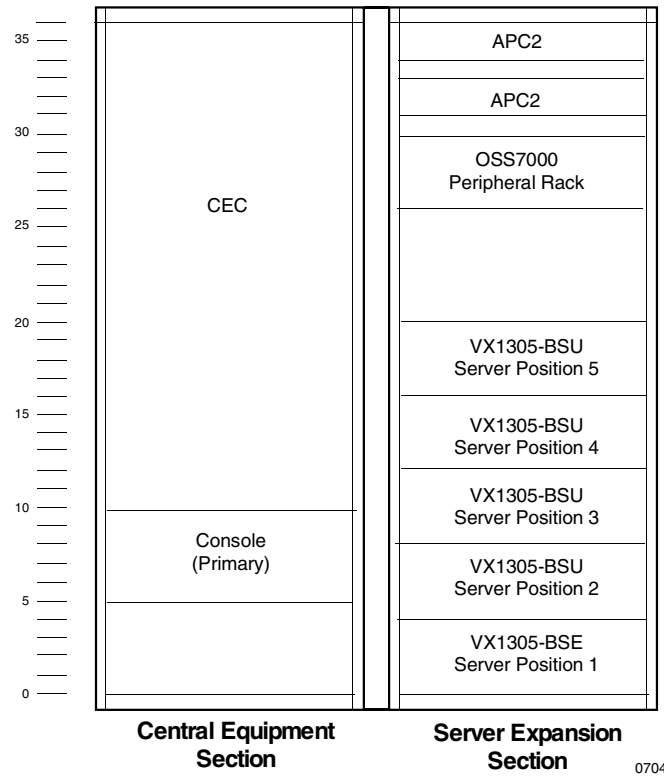 35
30
25
20
15
10
5
0
CEC
Console
(Primary)
Central Equipment
Section
APC2
APC2
OSS7000
Peripheral Rack
VX1305-BSU
Server Position 5
VX1305-BSU
Server Position 4
VX1305-BSU
Server Position 3
VX1305-BSU
Server Position 2
VX1305-BSE
Server Position 1
Server Expansion
Section
0704